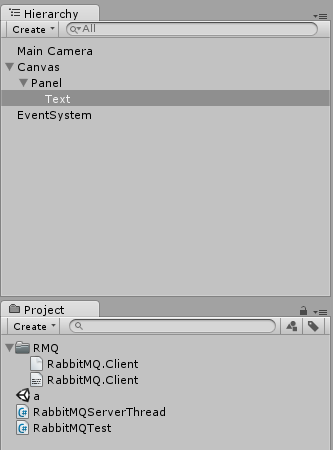 Hierarchy
Create All
Main Camera
Canvas
Panel
Text
EventSystem
Project
Create
RMQ
RabbitMQ.Client
RabbitMQ.Client
a
RabbitMQServerThread
RabbitMQTest